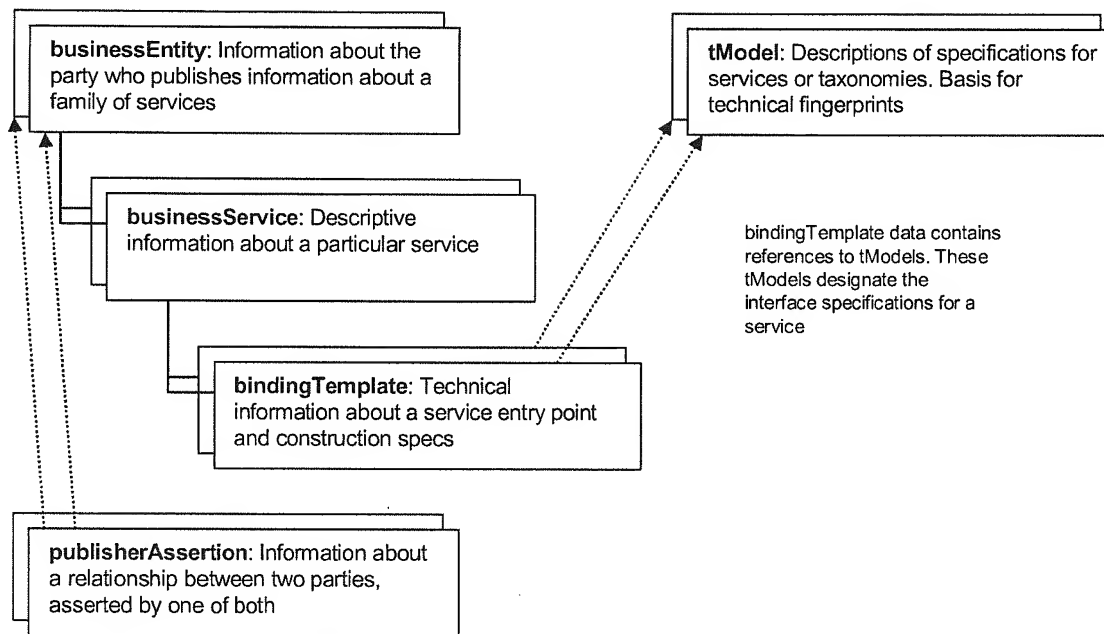 businessEntity: Information about the
party who publishes information about a
family of services
tModel: Descriptions of specifications for
services or taxonomies. Basis for
technical fingerprints
businessService: Descriptive
information about a particular service
bindingTemplate data contains
references to tModels. These
tModels designate the
interface specifications for a
service
bindingTemplate: Technical
information about a service entry point
and construction specs
publisherAssertion: Information about
a relationship between two parties,
asserted by one of both